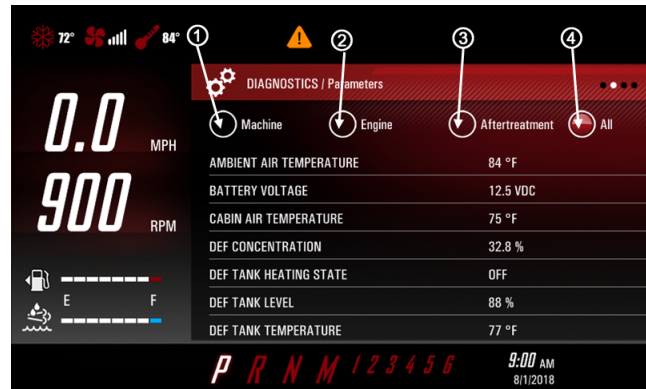 72° 84° 1
2 3 4
DIAGNOSTICS / Parameters
Machine Engine Aftertreatment All
0.0 MPH
900 RPM
E F
AMBIENT AIR TEMPERATURE 84 °F
BATTERY VOLTAGE 12.5 VDC
CABIN AIR TEMPERATURE 75 °F
DEF CONCENTRATION 32.8 %
DEF TANK HEATING STATE OFF
DEF TANK LEVEL 88 %
DEF TANK TEMPERATURE 77 °F
P R N M 1 2 3 4 5 6
9:00 AM
8/1/2018